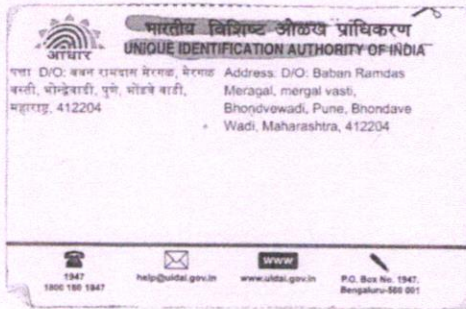 भारतीय विशिष्ट ओळख प्राधिकरण
UNIQUE IDENTIFICATION AUTHORITY OF INDIA
आधार
पत्ता D/O: बबन रामदास मेरगळ, मेरगळ
वस्ती, भोन्द्वेवाडी, पुणे, भोंडवे वाडी,
महाराष्ट्र, 412204
Address: D/O: Baban Ramdas
Meragal, mergal vasti,
Bhondvewadi, Pune, Bhondave
Wadi, Maharashtra, 412204
1947
1800 180 1947
help@uidai.gov.in
www
www.uidai.gov.in
P.O. Box No. 1947,
Bengaluru-560 001